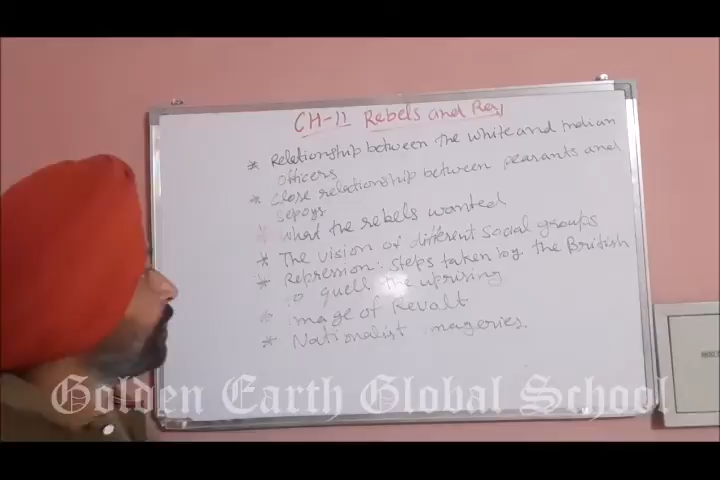 CH-11 Rebels and Raj
* Relationship between the white and Indian
officers
* Close relationship between pearants and
sepoys
* What the rebels wanted
* The vision of different social groups
* Repression: steps taken by the British
to quell the uprising
* image of Revolt
* Nationalist imageries.
Golden Earth Global School